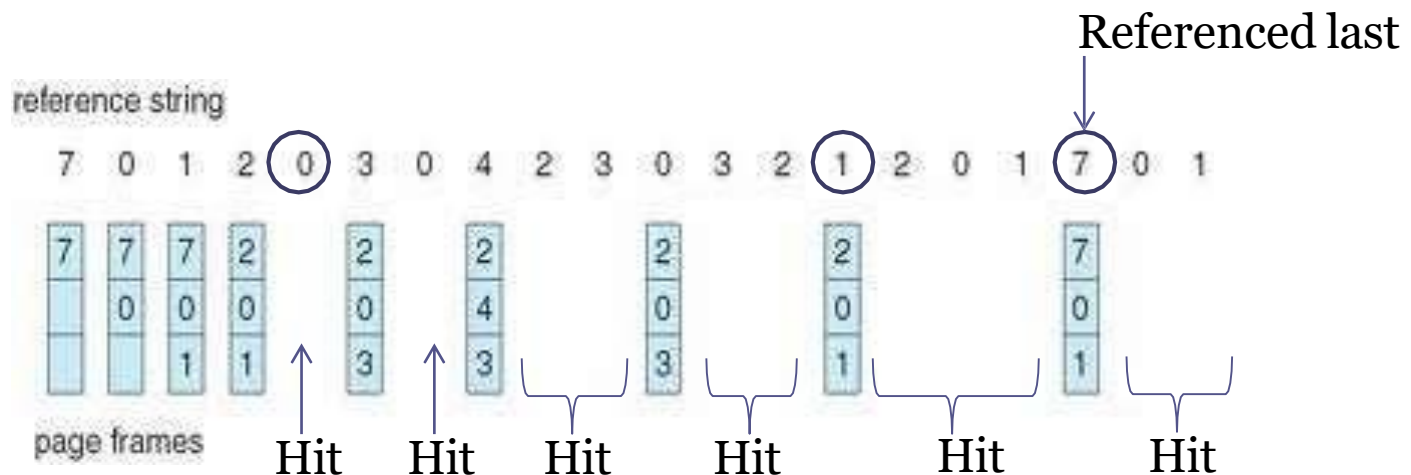 Referenced last
reference string
7 0 1 2 0 3 0 4 2 3 0 3 2 1 2 0 1 7 0 1
7 7 7 2 2 2 2 2 7
0 0 0 0 4 0 0 0
1 1 3 3 3 1 1
page frames
Hit Hit Hit Hit Hit Hit